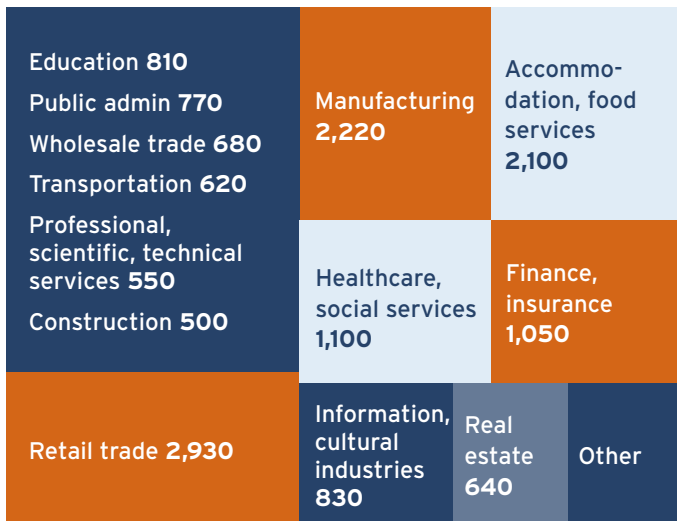 Education 810
Public admin 770
Wholesale trade 680
Transportation 620
Professional,
scientific, technical
services 550
Construction 500
Manufacturing
2,220
Accommo-
dation, food
services
2,100
Healthcare,
social services
1,100
Finance,
insurance
1,050
Retail trade 2,930
Information,
cultural
industries
830
Real
estate
640
Other